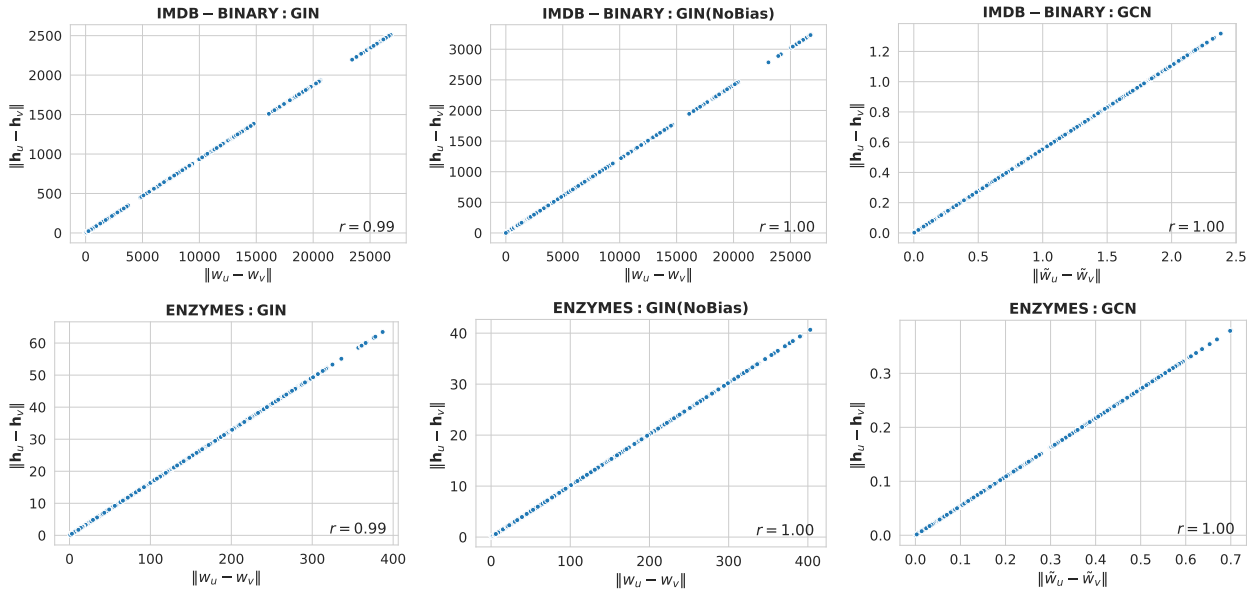 IMDB − BINARY : GIN
2500
2000
1500
1000
500
0
‖h_u − h_v‖
r = 0.99
0 5000 10000 15000 20000 25000
‖w_u − w_v‖
IMDB − BINARY : GIN(NoBias)
3000
2500
2000
1500
1000
500
0
‖h_u − h_v‖
r = 1.00
0 5000 10000 15000 20000 25000
‖w_u − w_v‖
IMDB − BINARY : GCN
1.2
1.0
0.8
0.6
0.4
0.2
0.0
‖h_u − h_v‖
r = 1.00
0.0 0.5 1.0 1.5 2.0 2.5
‖w̃_u − w̃_v‖
ENZYMES : GIN
60
50
40
30
20
10
0
‖h_u − h_v‖
r = 0.99
0 100 200 300 400
‖w_u − w_v‖
ENZYMES : GIN(NoBias)
40
30
20
10
0
‖h_u − h_v‖
r = 1.00
0 100 200 300 400
‖w_u − w_v‖
ENZYMES : GCN
0.3
0.2
0.1
0.0
‖h_u − h_v‖
r = 1.00
0.0 0.1 0.2 0.3 0.4 0.5 0.6 0.7
‖w̃_u − w̃_v‖